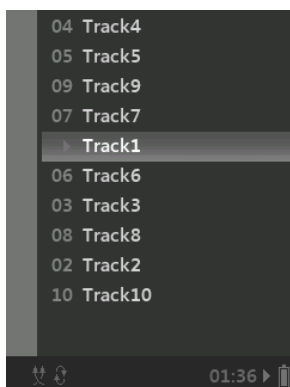 04 Track4
05 Track5
09 Track9
07 Track7
Track1
06 Track6
03 Track3
08 Track8
02 Track2
10 Track10
01:36